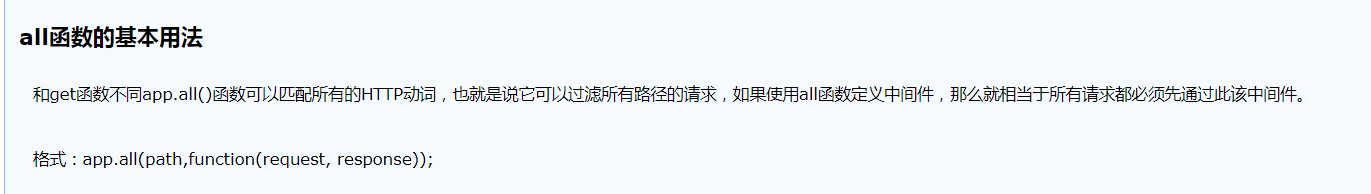 all函数的基本用法
和get函数不同app.all()函数可以匹配所有的HTTP动词，也就是说它可以过滤所有路径的请求，如果使用all函数定义中间件，那么就相当于所有请求都必须先通过此该中间件。
格式：app.all(path,function(request, response));